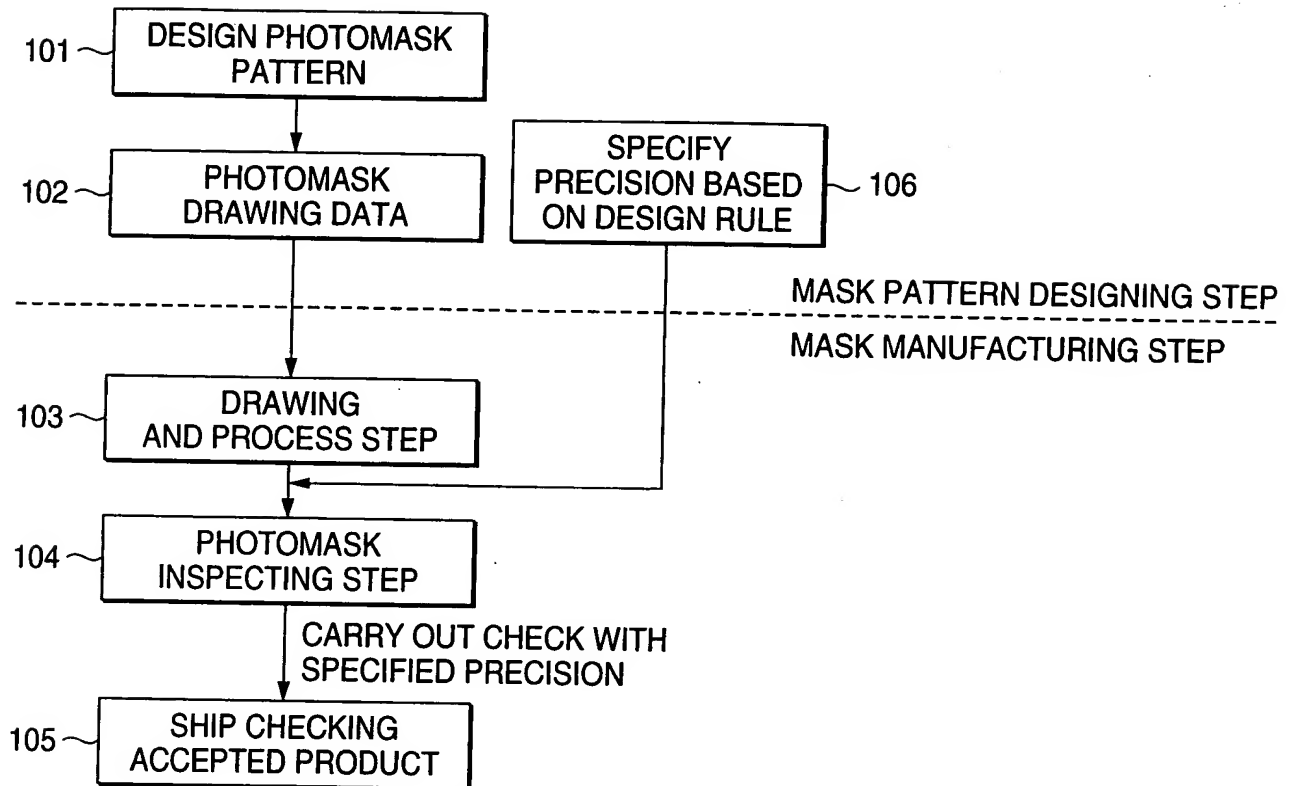 101
DESIGN PHOTOMASK
PATTERN
102
PHOTOMASK
DRAWING DATA
SPECIFY
PRECISION BASED
ON DESIGN RULE
106
MASK PATTERN DESIGNING STEP
MASK MANUFACTURING STEP
103
DRAWING
AND PROCESS STEP
104
PHOTOMASK
INSPECTING STEP
CARRY OUT CHECK WITH
SPECIFIED PRECISION
105
SHIP CHECKING
ACCEPTED PRODUCT